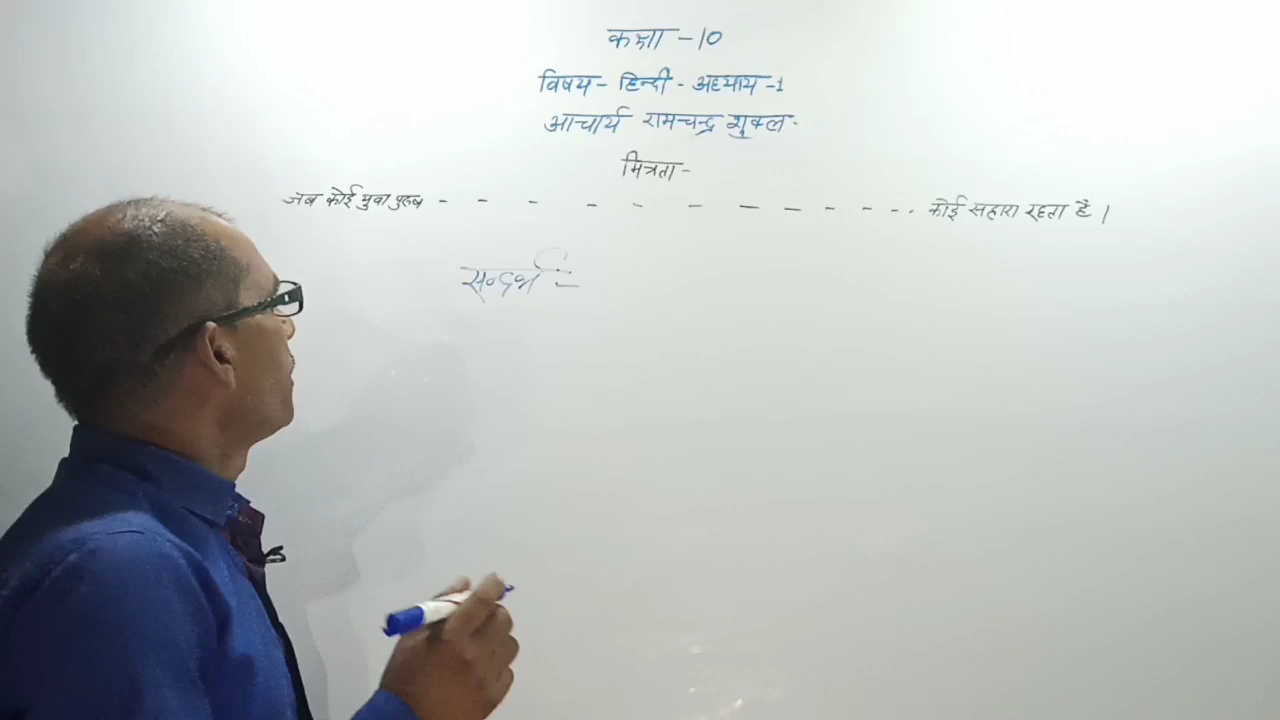 कक्षा - 10
विषय - हिन्दी - अध्याय - 1
आचार्य रामचन्द्र शुक्ल -
मित्रता -
जब कोई युवा पुरुष - - - - - - - - - - - . . कोई सहारा रहता है ।
सन्दर्भ :-